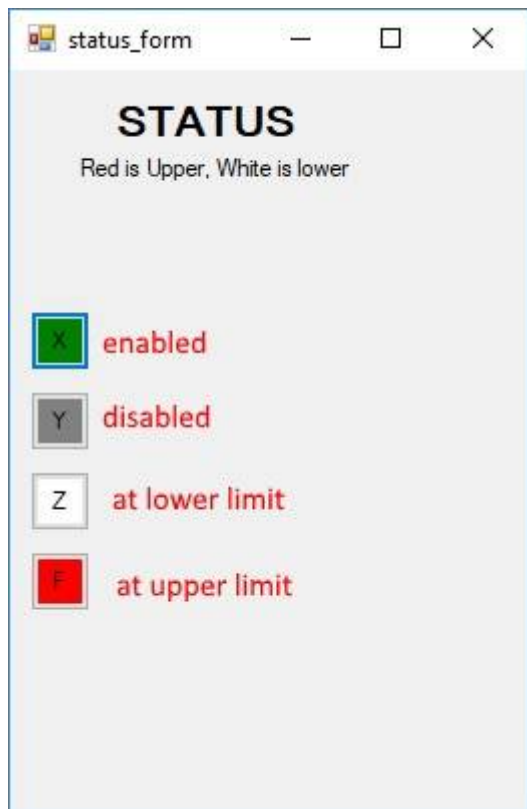 status_form
STATUS
Red is Upper, White is lower
X enabled
Y disabled
Z at lower limit
F at upper limit